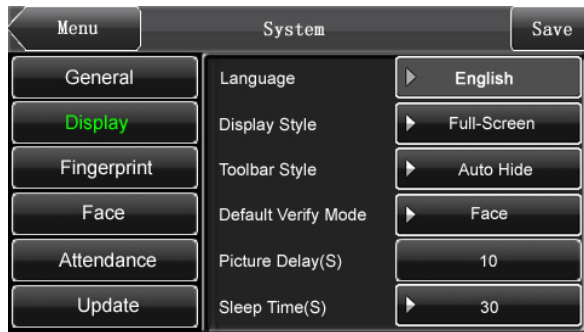 Menu System Save
General Language English
Display Display Style Full-Screen
Fingerprint Toolbar Style Auto Hide
Face Default Verify Mode Face
Attendance Picture Delay(S) 10
Update Sleep Time(S) 30